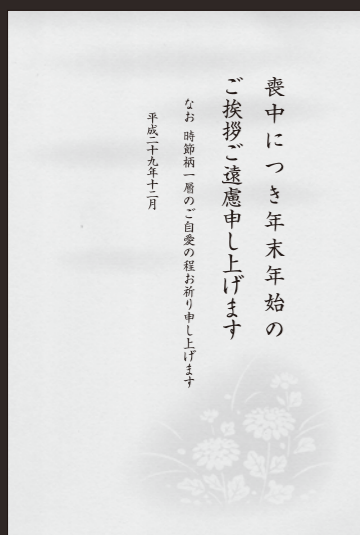 喪中につき年末年始の
ご挨拶ご遠慮申し上げます
なお 時節柄一層のご自愛の程お祈り申し上げます
平成二十九年十二月